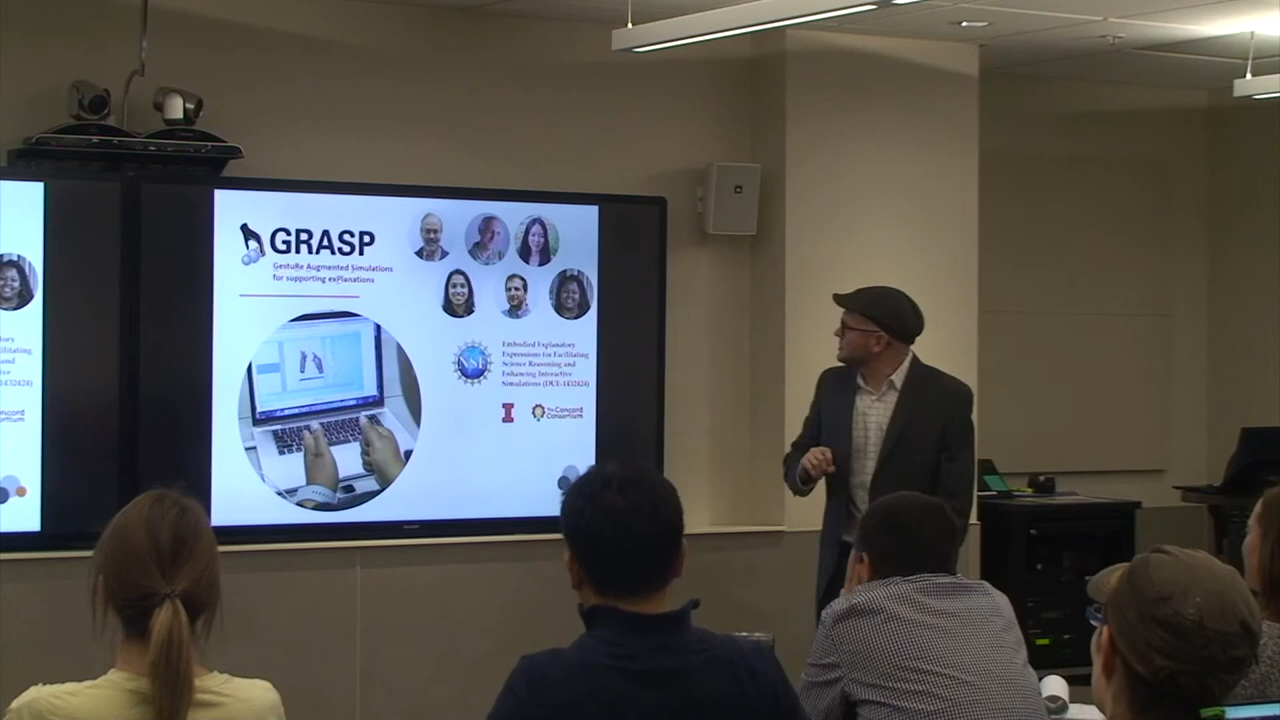 GRASP
GestuRe Augmented Simulations
for supporting exPlanations
NSF
Embodied Explanatory
Expressions for Facilitating
Science Reasoning and
Enhancing Interactive
Simulations (DUE-1432424)
I
The Concord
Consortium